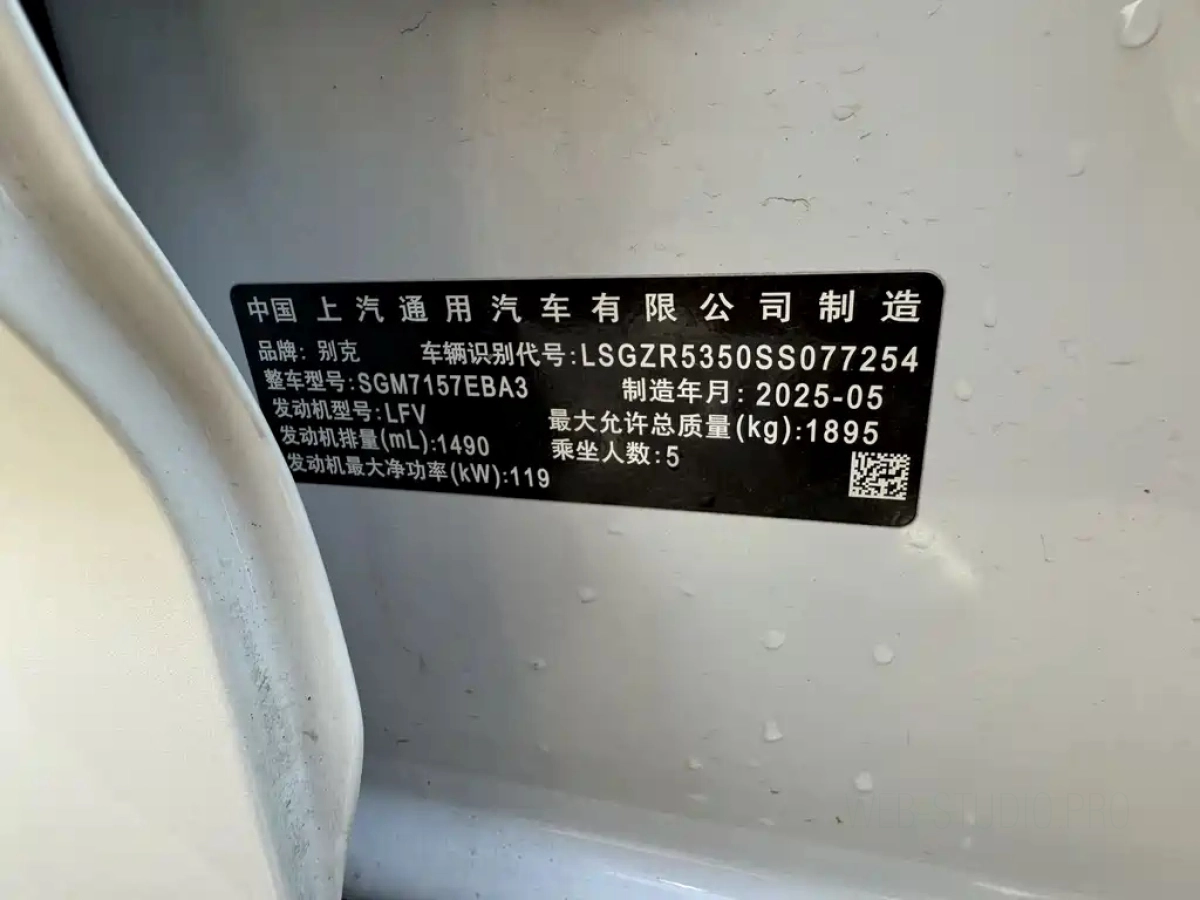 中国 上汽通用汽车有限公司制造
品牌: 别克 车辆识别代号:LSGZR5350SS077254
整车型号:SGM7157EBA3 制造年月: 2025-05
发动机型号:LFV 最大允许总质量(kg):1895
发动机排量(mL):1490 乘坐人数:5
发动机最大净功率(kW):119